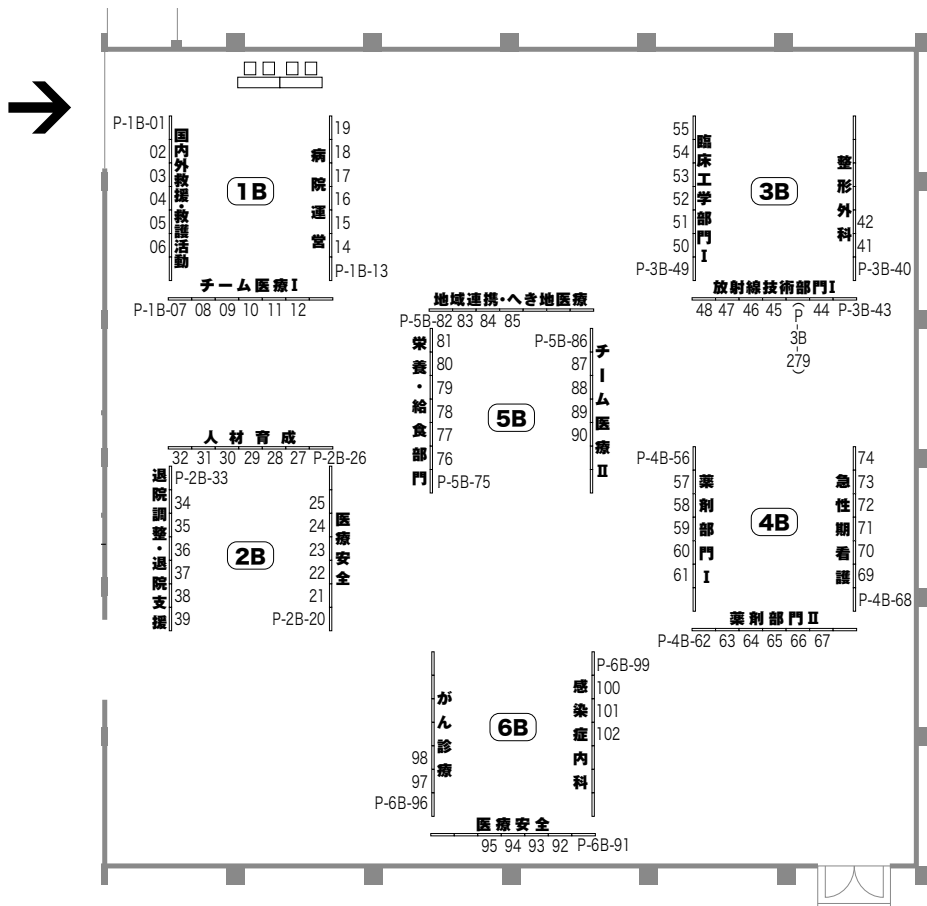 P-1B-01
02
03
04
05
06
国内外救援・救護活動
1B
病院運営
19
18
17
16
15
14
P-1B-13
チーム医療Ⅰ
P-1B-07 08 09 10 11 12
55
54
53
52
51
50
P-3B-49
臨床工学部門Ⅰ
3B
整形外科
42
41
P-3B-40
放射線技術部門Ⅰ
48 47 46 45 P-3B-279 44 P-3B-43
地域連携・へき地医療
P-5B-82 83 84 85
栄養・給食部門
81
80
79
78
77
76
P-5B-75
5B
P-5B-86
87
88
89
90
チーム医療Ⅱ
人材育成
32 31 30 29 28 27 P-2B-26
退院調整・退院支援
P-2B-33
34
35
36
37
38
39
2B
25
24
23
22
21
P-2B-20
医療安全
P-4B-56
57
58
59
60
61
薬剤部門Ⅰ
4B
急性期看護
74
73
72
71
70
69
P-4B-68
薬剤部門Ⅱ
P-4B-62 63 64 65 66 67
がん診療
98
97
P-6B-96
6B
感染症内科
P-6B-99
100
101
102
医療安全
95 94 93 92 P-6B-91